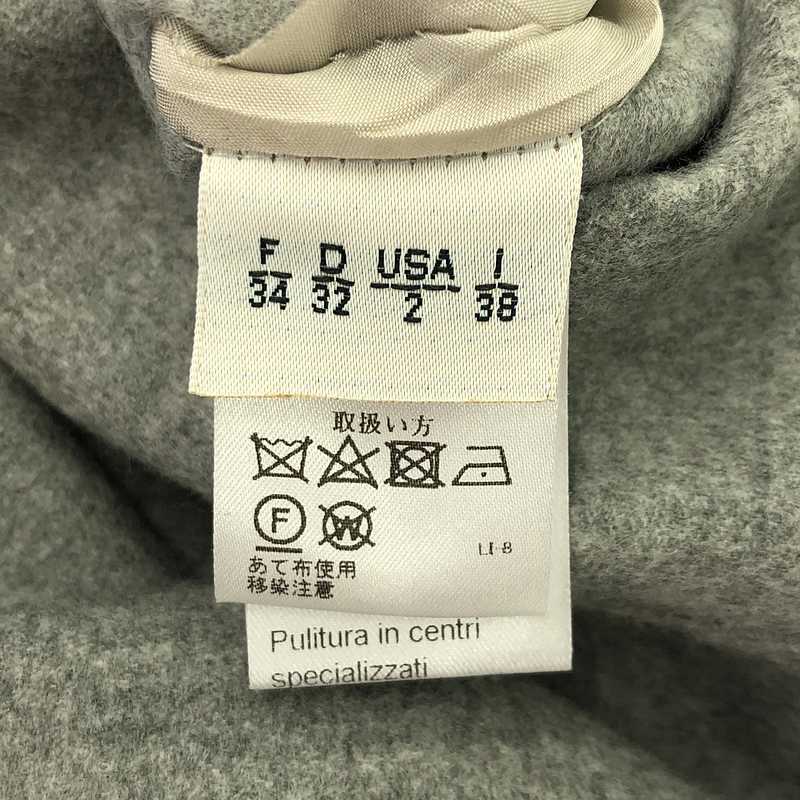 F D USA I
34 32 2 38
取扱い方
F W
LI-8
あて布使用
移染注意
Pulitura in centri
specializzati